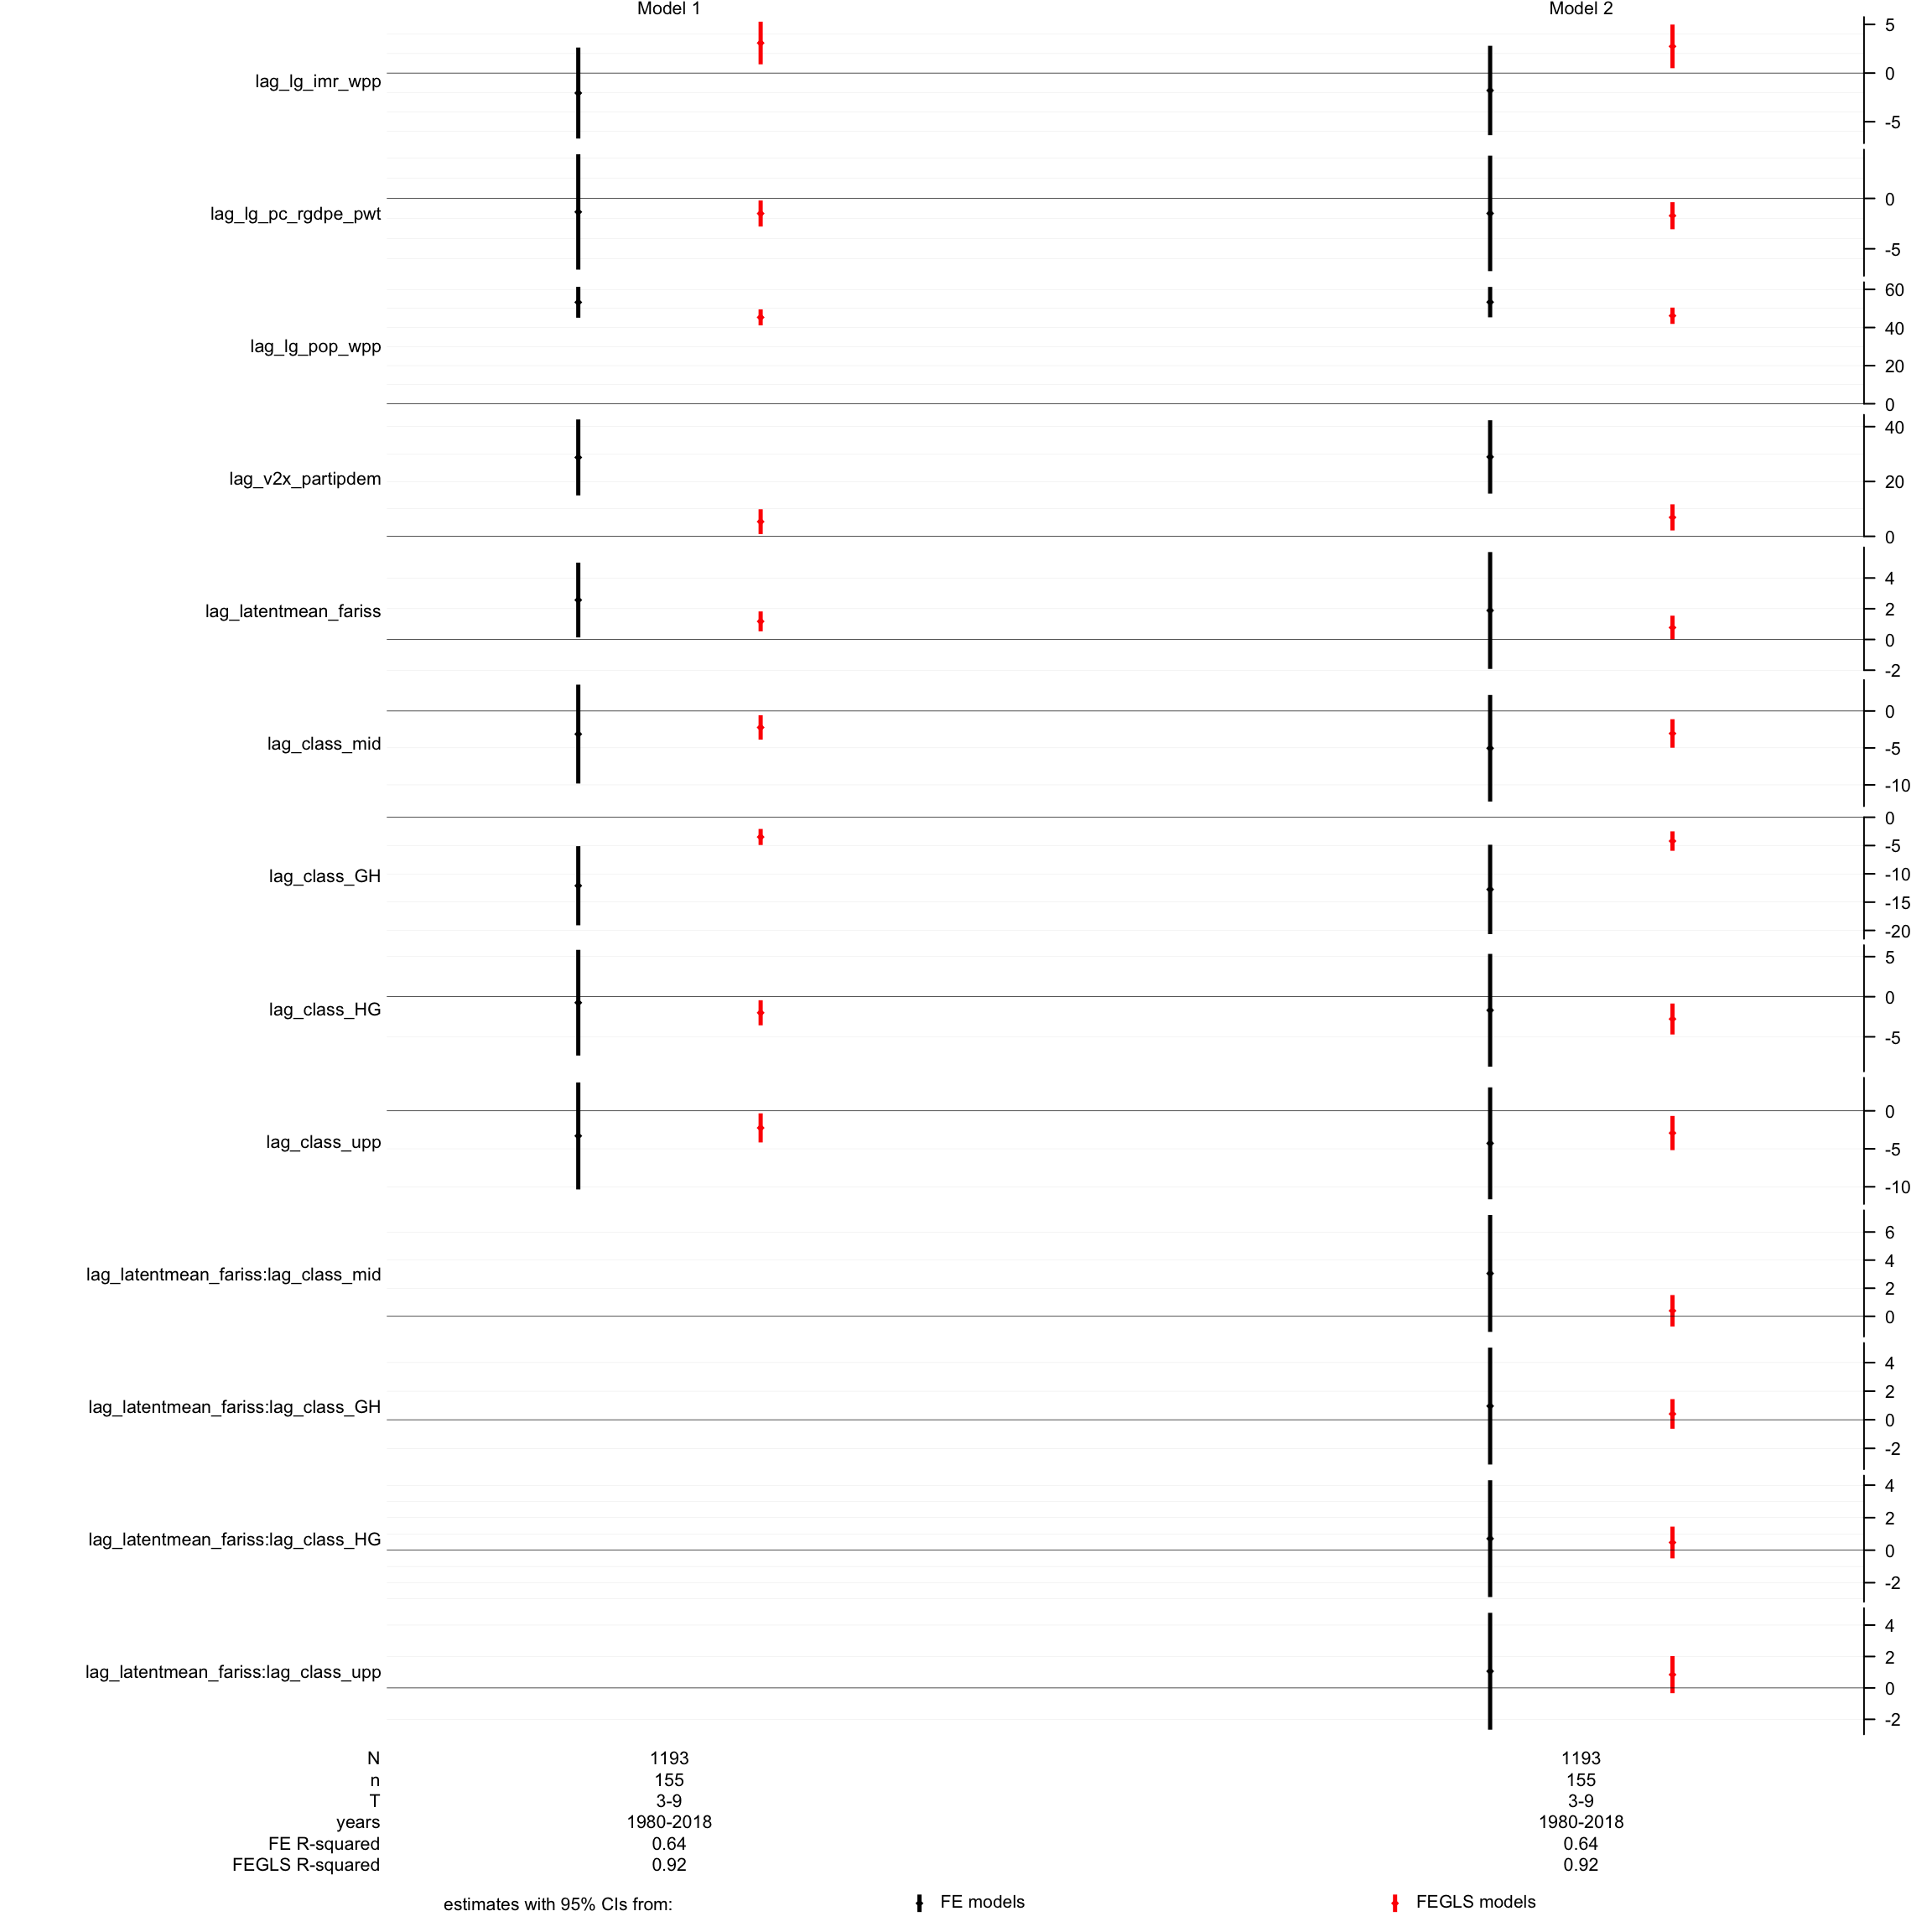 Model 1 Model 2
5
lag_lg_imr_wpp 0
-5
0
lag_lg_pc_rgdpe_pwt
-5
60
40
lag_lg_pop_wpp
20
0
40
lag_v2x_partipdem 20
0
4
lag_latentmean_fariss 2
0
-2
0
lag_class_mid -5
-10
0
-5
lag_class_GH -10
-15
-20
5
0
lag_class_HG
-5
0
lag_class_upp -5
-10
6
4
lag_latentmean_fariss:lag_class_mid 2
0
4
2
lag_latentmean_fariss:lag_class_GH 0
-2
4
2
lag_latentmean_fariss:lag_class_HG 0
-2
4
2
lag_latentmean_fariss:lag_class_upp 0
-2
N 1193 1193
n 155 155
T 3-9 3-9
years 1980-2018 1980-2018
FE R-squared 0.64 0.64
FEGLS R-squared 0.92 0.92
estimates with 95% CIs from: FE models FEGLS models